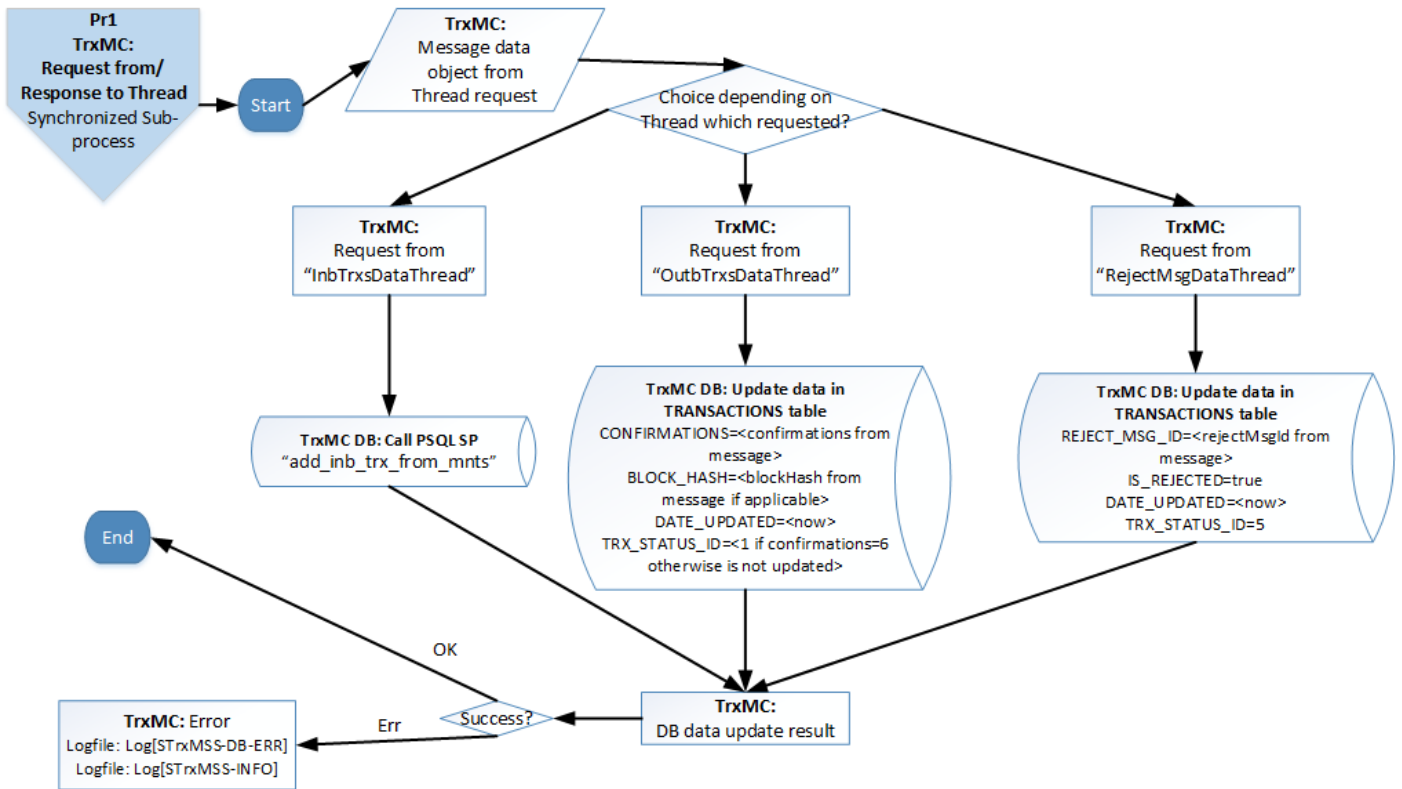 Pr1
TrxMC:
Request from/
Response to Thread
Synchronized Sub-
process
Start
TrxMC:
Message data
object from
Thread request
Choice depending on
Thread which requested?
TrxMC:
Request from
“InbTrxsDataThread”
TrxMC:
Request from
“OutbTrxsDataThread”
TrxMC:
Request from
“RejectMsgDataThread”
TrxMC DB: Call PSQL SP
“add_inb_trx_from_mnts”
TrxMC DB: Update data in
TRANSACTIONS table
CONFIRMATIONS=<confirmations from
message>
BLOCK_HASH=<blockHash from
message if applicable>
DATE_UPDATED=<now>
TRX_STATUS_ID=<1 if confirmations=6
otherwise is not updated>
TrxMC DB: Update data in
TRANSACTIONS table
REJECT_MSG_ID=<rejectMsgId from
message>
IS_REJECTED=true
DATE_UPDATED=<now>
TRX_STATUS_ID=5
End
OK
TrxMC:
DB data update result
Success?
Err
TrxMC: Error
Logfile: Log[STrxMSS-DB-ERR]
Logfile: Log[STrxMSS-INFO]